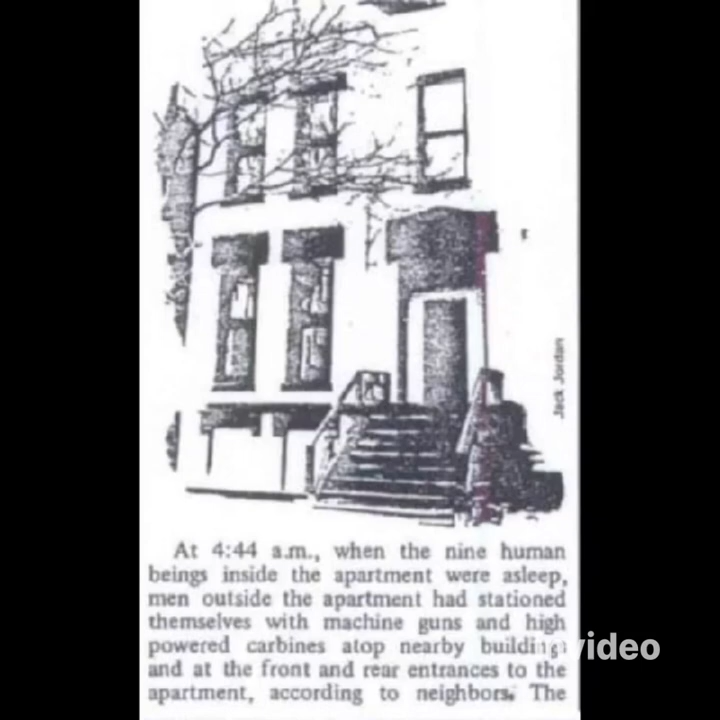 Jack Jordan
At 4:44 a.m., when the nine human
beings inside the apartment were asleep,
men outside the apartment had stationed
themselves with machine guns and high
powered carbines atop nearby buildings
and at the front and rear entrances to the
apartment, according to neighbors. The
video